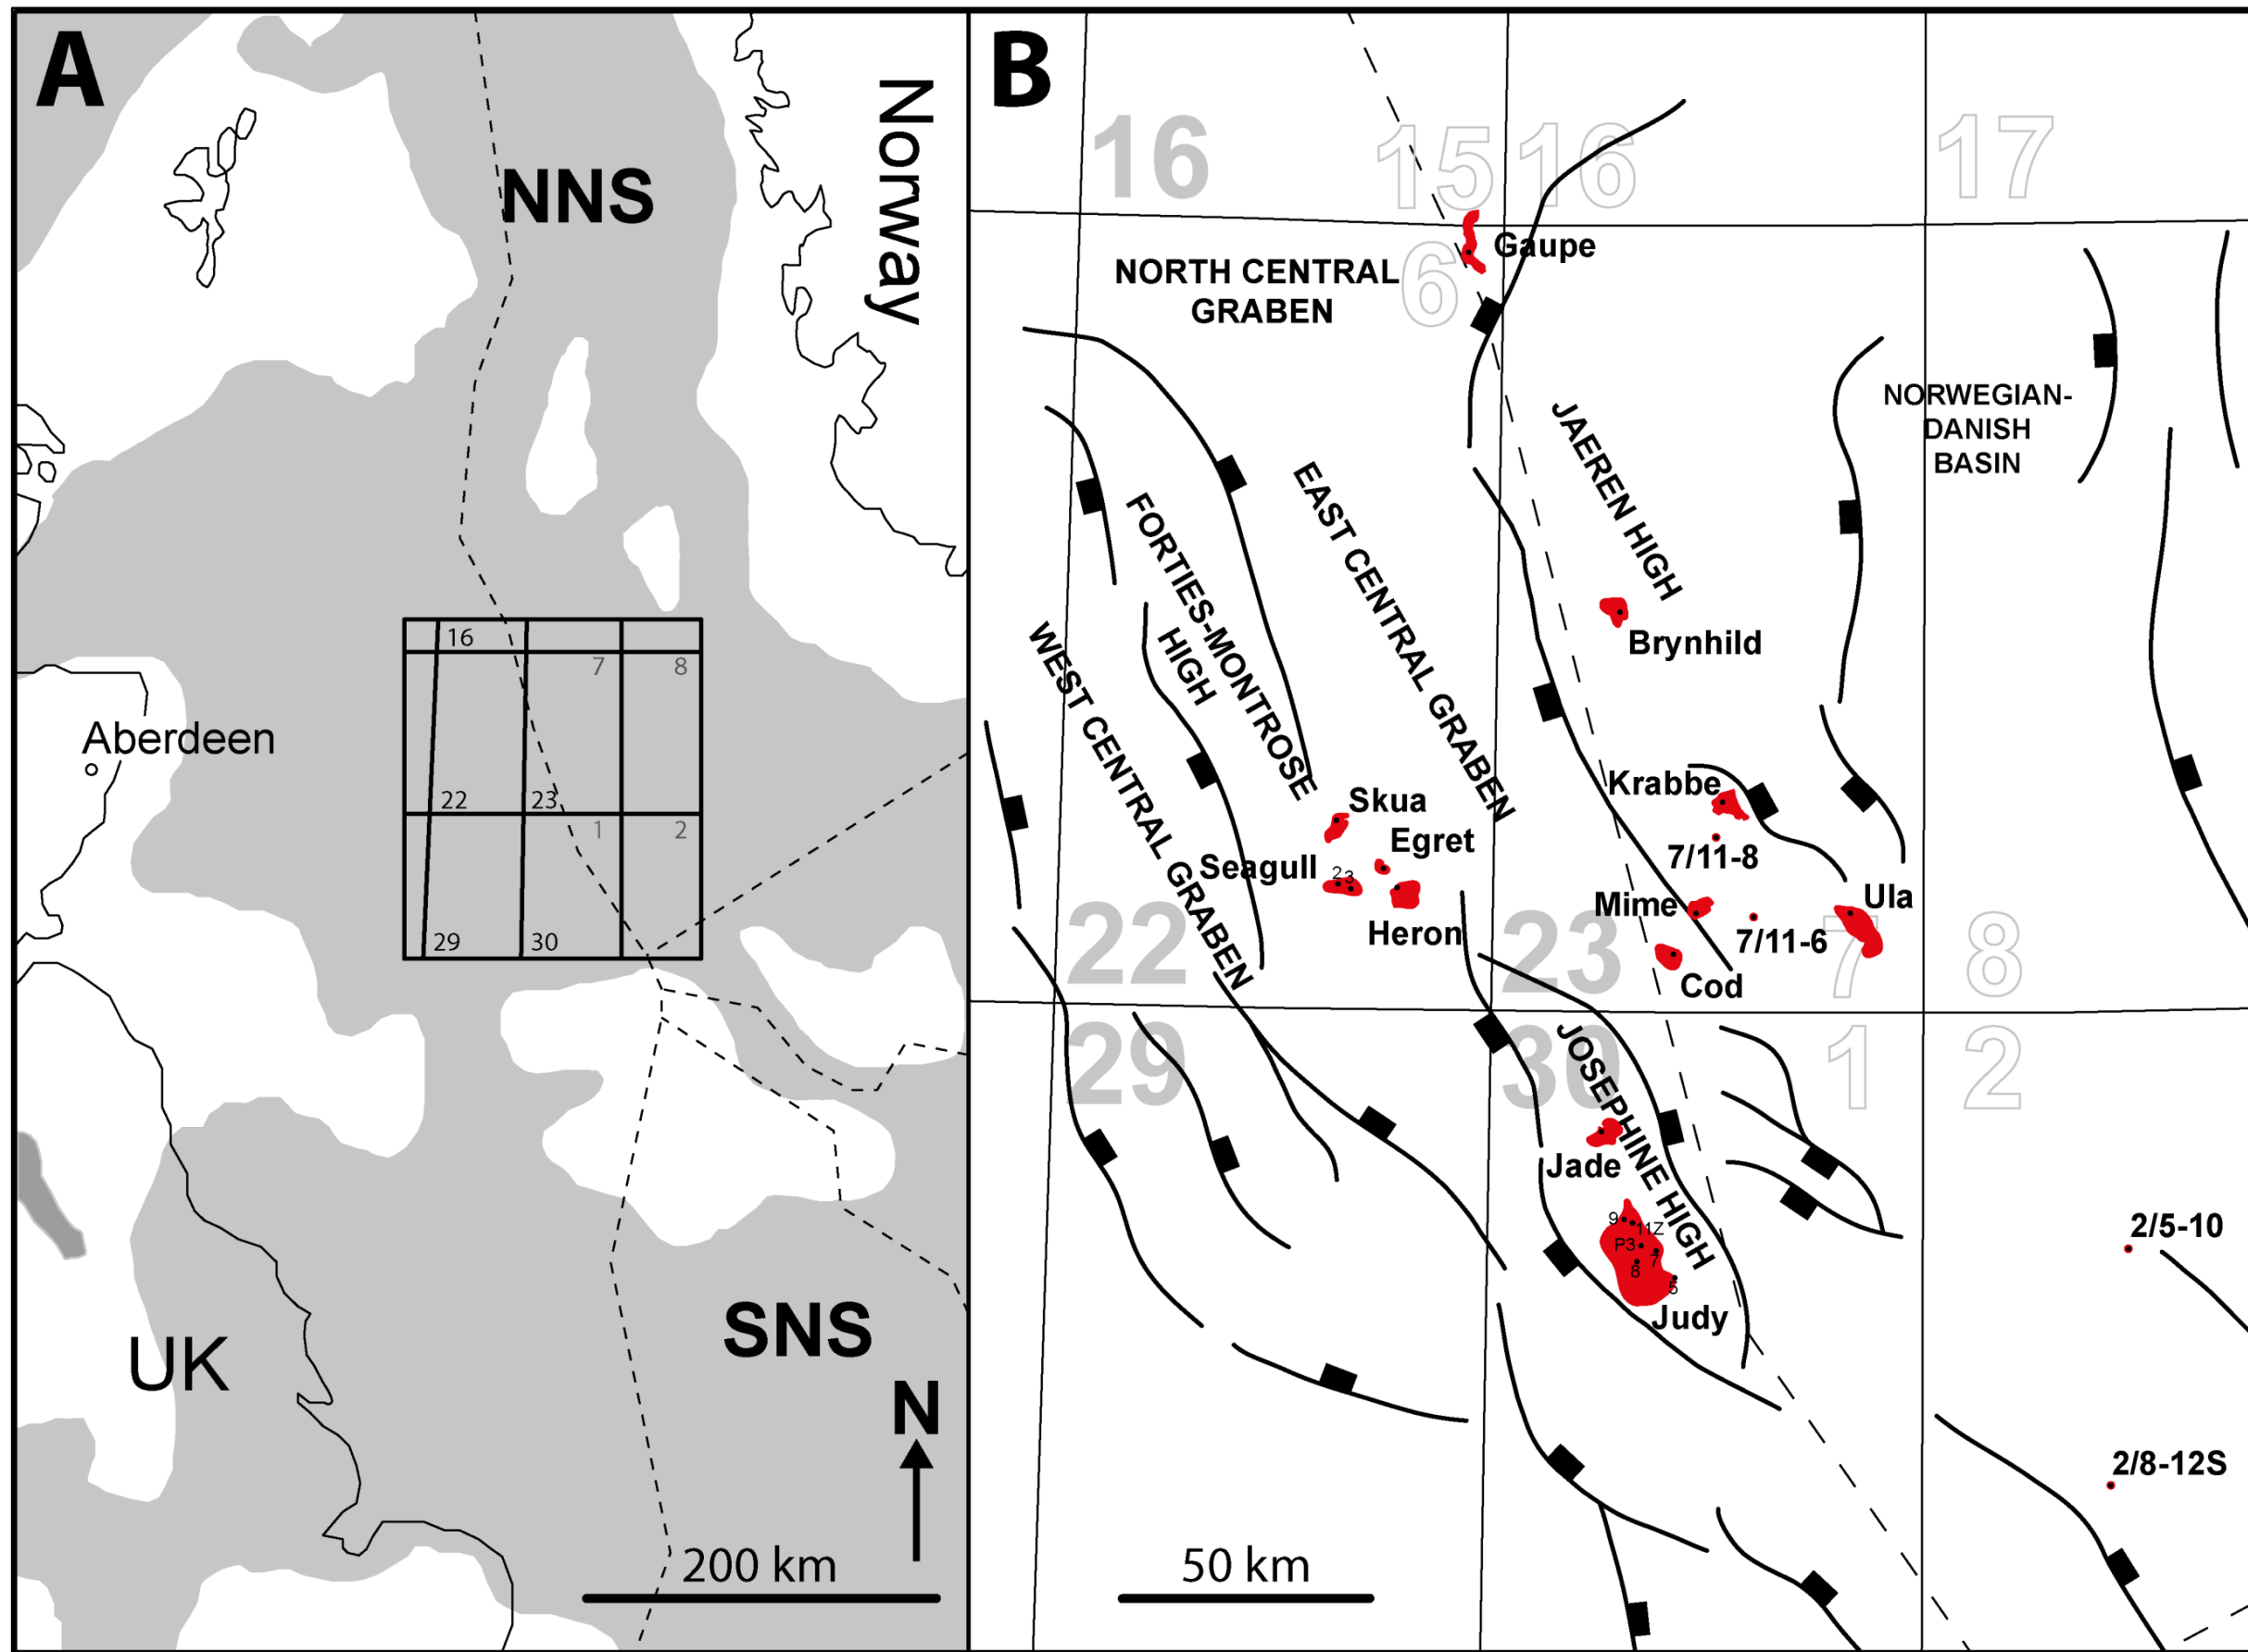 A
NNS
Norway
16
7
8
Aberdeen
22
23
1
2
29
30
SNS
UK
N
200 km
B
16
15
16
17
Gaupe
NORTH CENTRAL
GRABEN
6
NORWEGIAN-
DANISH
BASIN
JAEREN HIGH
EAST CENTRAL GRABEN
FORTIES-MONTROSE
HIGH
WEST CENTRAL GRABEN
Brynhild
Krabbe
Skua
Egret
7/11-8
Seagull
2
3
Mime
Ula
Heron
7/11-6
22
23
7
8
Cod
29
30
1
2
JOSEPHINE HIGH
Jade
9
11Z
P3
7
8
5
2/5-10
Judy
2/8-12S
50 km